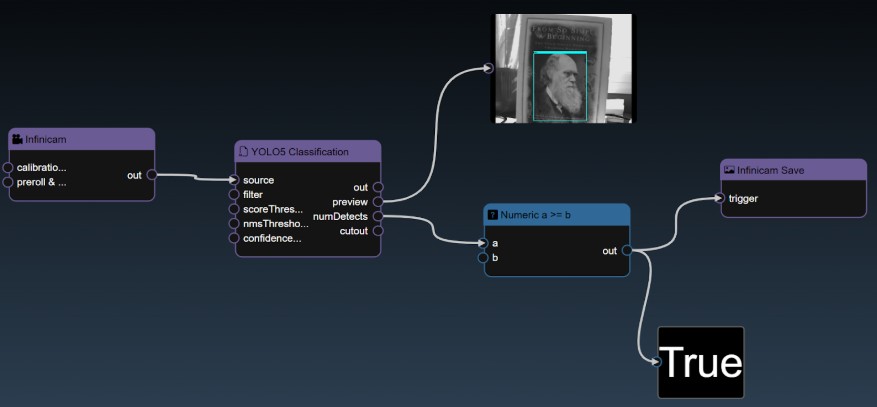 Infinicam
calibratio...
preroll & ...
out
YOLO5 Classification
source
filter
scoreThres...
nmsThresho...
confidence...
out
preview
numDetects
cutout
BEGINNING
Numeric a >= b
a
b
out
Infinicam Save
trigger
True